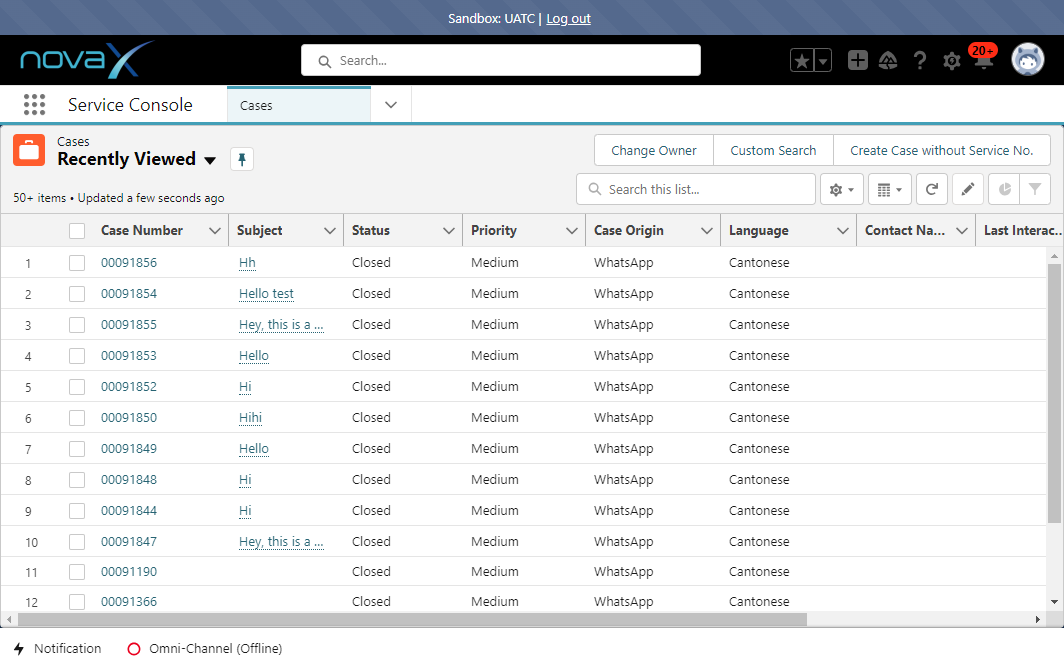 Sandbox: UATC | Log out
novaX
Search...
20+
Service Console
Cases
Cases
Recently Viewed
Change Owner
Custom Search
Create Case without Service No.
50+ items • Updated a few seconds ago
Search this list...
Case Number Subject Status Priority Case Origin Language Contact Na... Last Interac...
1 00091856 Hh Closed Medium WhatsApp Cantonese
2 00091854 Hello test Closed Medium WhatsApp Cantonese
3 00091855 Hey, this is a ... Closed Medium WhatsApp Cantonese
4 00091853 Hello Closed Medium WhatsApp Cantonese
5 00091852 Hi Closed Medium WhatsApp Cantonese
6 00091850 Hihi Closed Medium WhatsApp Cantonese
7 00091849 Hello Closed Medium WhatsApp Cantonese
8 00091848 Hi Closed Medium WhatsApp Cantonese
9 00091844 Hi Closed Medium WhatsApp Cantonese
10 00091847 Hey, this is a ... Closed Medium WhatsApp Cantonese
11 00091190 Closed Medium WhatsApp Cantonese
12 00091366 Closed Medium WhatsApp Cantonese
Notification
Omni-Channel (Offline)